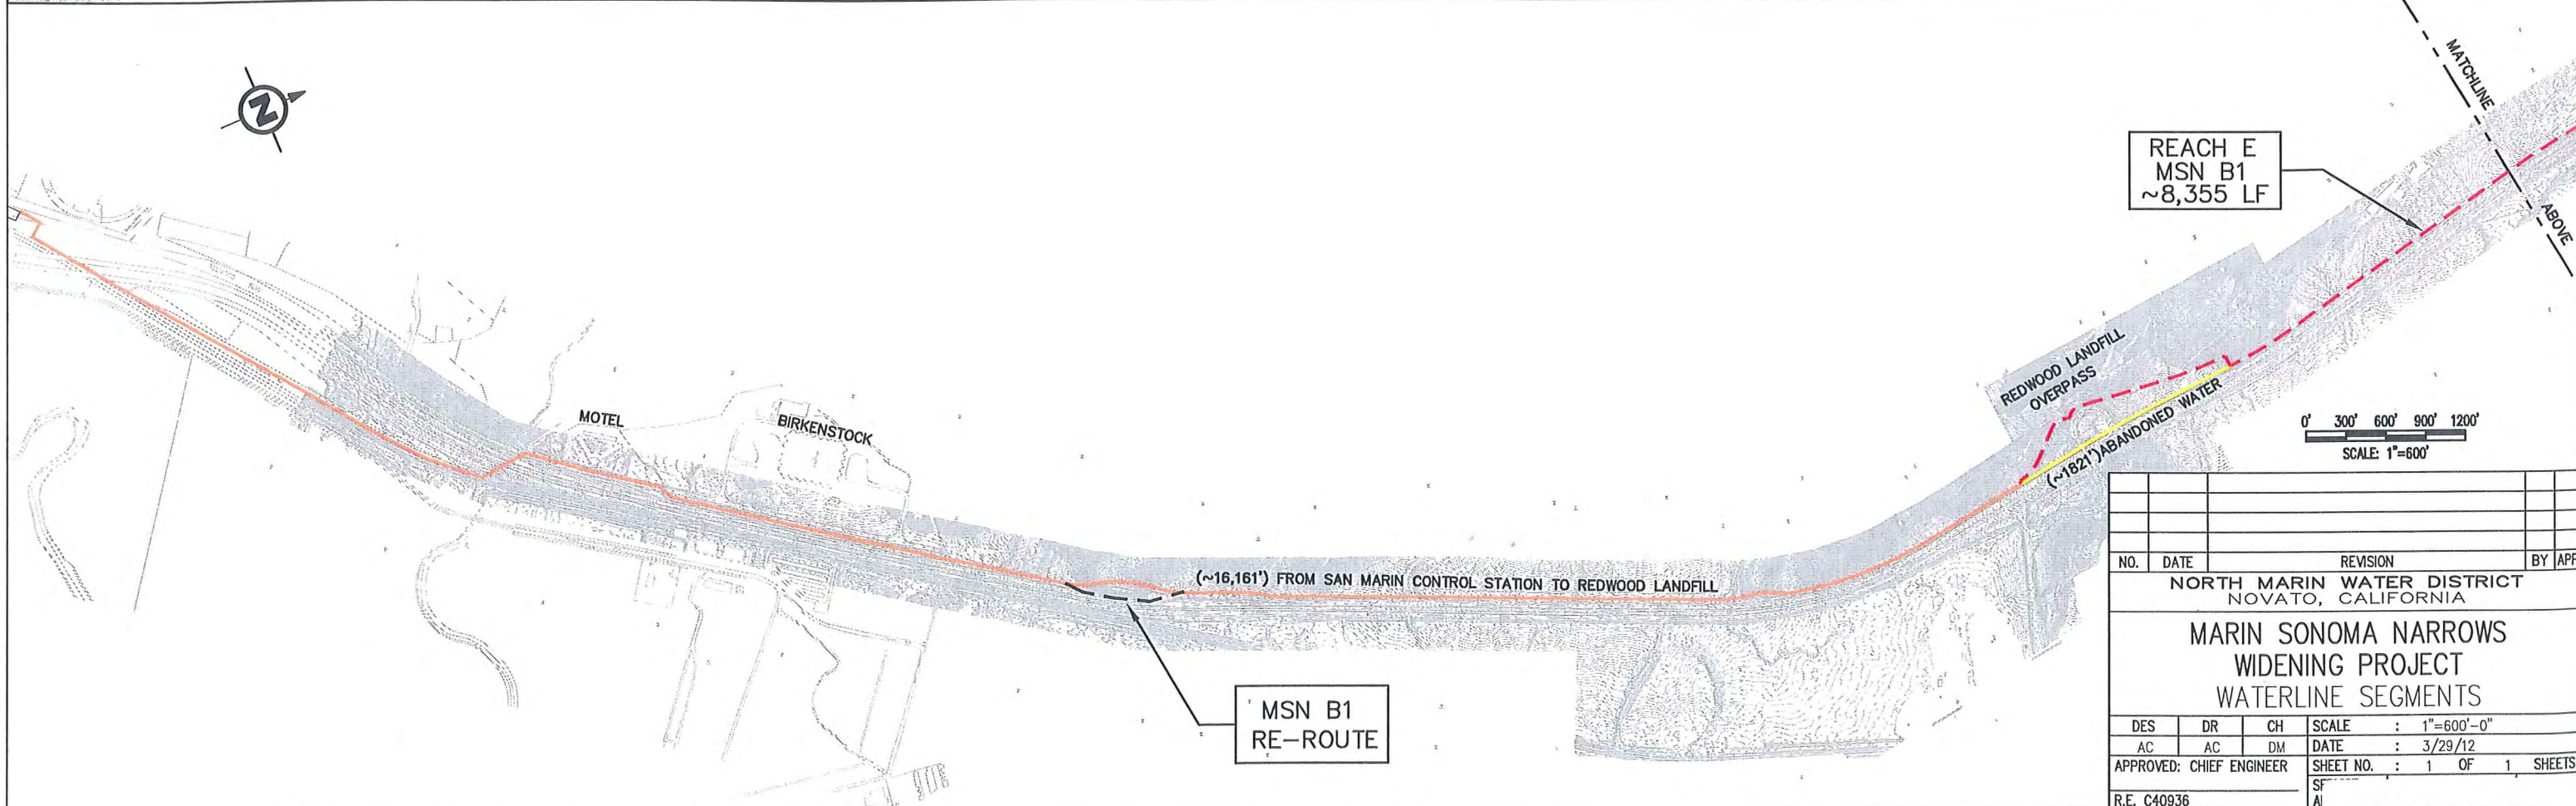 N
MATCHLINE
ABOVE
REACH E
MSN B1
~8,355 LF
REDWOOD LANDFILL
OVERPASS
(~1821') ABANDONED WATER
0' 300' 600' 900' 1200'
SCALE: 1"=600'
MOTEL
BIRKENSTOCK
(~16,161') FROM SAN MARIN CONTROL STATION TO REDWOOD LANDFILL
MSN B1
RE-ROUTE
NO. DATE REVISION BY
NORTH MARIN WATER DISTRICT
NOVATO, CALIFORNIA
MARIN SONOMA NARROWS
WIDENING PROJECT
WATERLINE SEGMENTS
DES DR CH SCALE : 1"=600'-0"
AC AC DM DATE : 3/29/12
APPROVED: CHIEF ENGINEER SHEET NO. : 1 OF 1 SHEETS
R.E. C40936